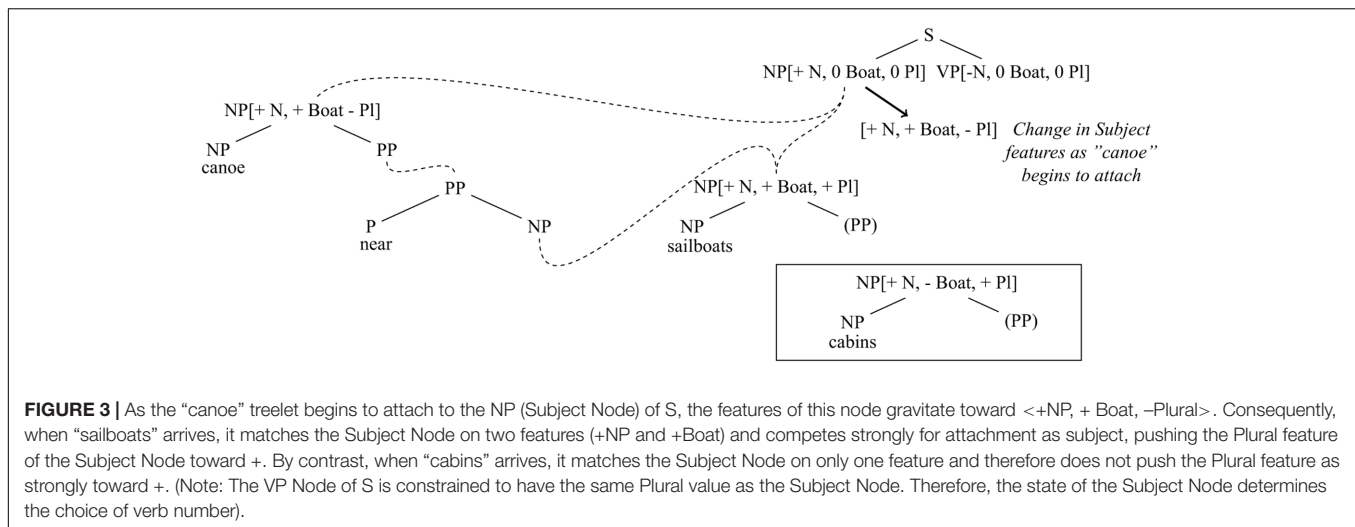 S
NP[+ N, 0 Boat, 0 Pl] VP[-N, 0 Boat, 0 Pl]
NP[+ N, + Boat - Pl]
[+ N, + Boat, - Pl] Change in Subject
features as ”canoe”
begins to attach
NP
canoe
PP
PP
NP[+ N, + Boat, + Pl]
P
near
NP
NP
sailboats
(PP)
NP[+ N, - Boat, + Pl]
NP
cabins
(PP)
FIGURE 3 | As the “canoe” treelet begins to attach to the NP (Subject Node) of S, the features of this node gravitate toward <+NP, + Boat, –Plural>. Consequently,
when “sailboats” arrives, it matches the Subject Node on two features (+NP and +Boat) and competes strongly for attachment as subject, pushing the Plural feature
of the Subject Node toward +. By contrast, when “cabins” arrives, it matches the Subject Node on only one feature and therefore does not push the Plural feature as
strongly toward +. (Note: The VP Node of S is constrained to have the same Plural value as the Subject Node. Therefore, the state of the Subject Node determines
the choice of verb number).